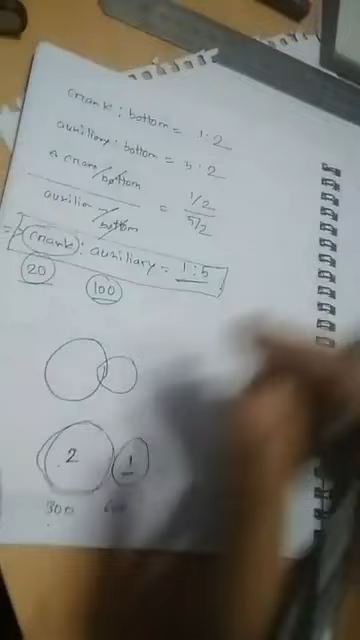 crank : bottom = 1:2
auxiliary : bottom = 5:2
crank/bottom
auxiliary/bottom
= 1/2
5/2
=> crank : auxiliary = 1:5
20
100
2
1
300